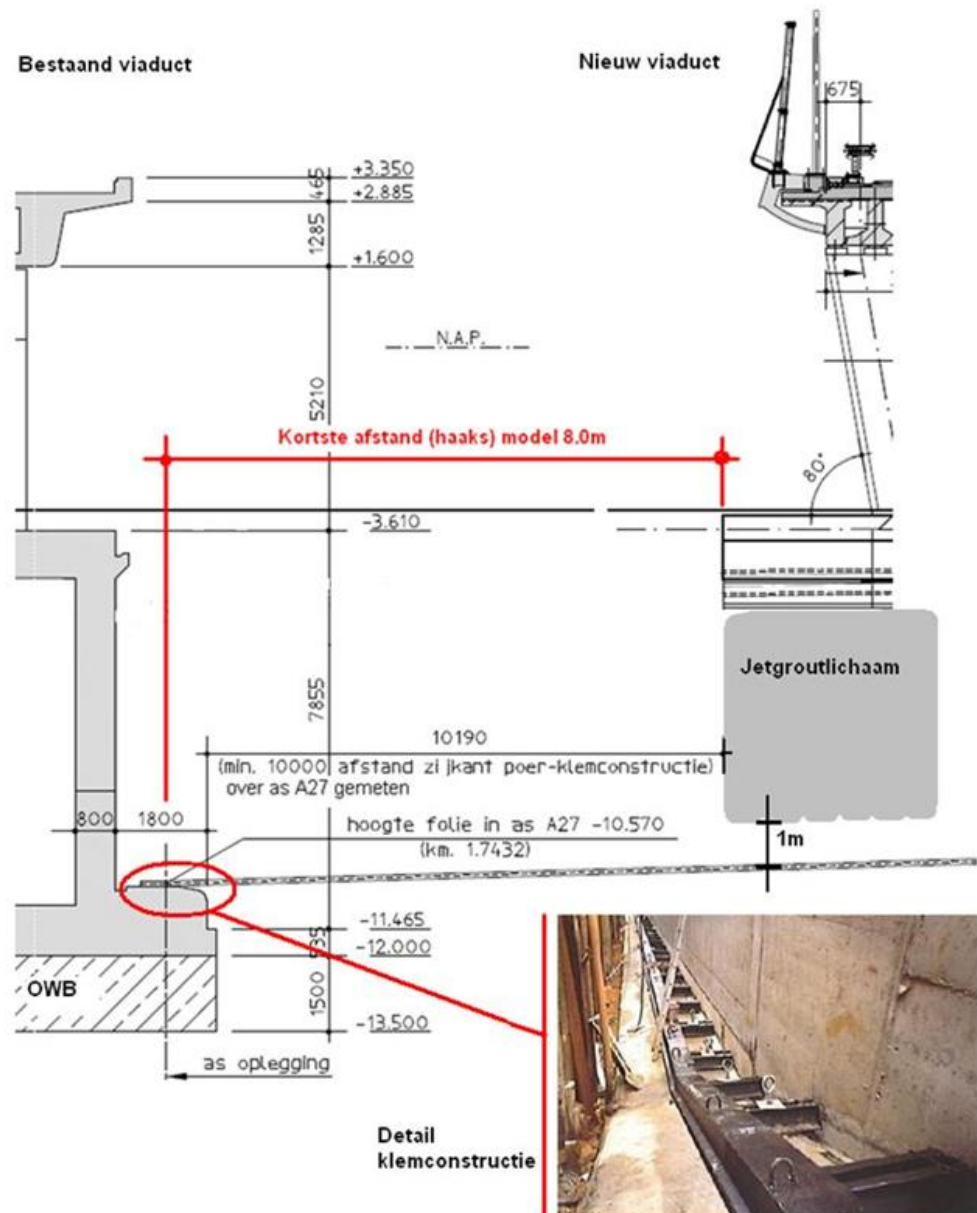 Bestaand viaduct
Nieuw viaduct
675
+3.350
465
+2.885
1285
+1.600
N.A.P.
5210
Kortste afstand (haaks) model 8.0m
80°
-3.610
Jetgroutlichaam
7855
10190
(min. 10000 afstand zijkant poer-klemconstructie)
over as A27 gemeten
800
1800
hoogte folie in as A27 -10.570
(km. 1.7432)
1m
-11.465
535
-12.000
OWB
1500
-13.500
as oplegging
Detail
klemconstructie